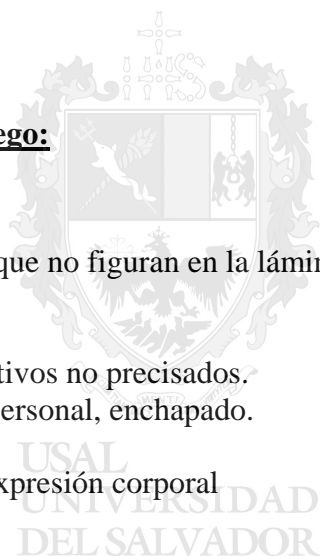 ego:
que no figuran en la lámin
tivos no precisados.
ersonal, enchapado.
xpresión corporal
USAL
UNIVERSIDAD
DEL SALVADOR